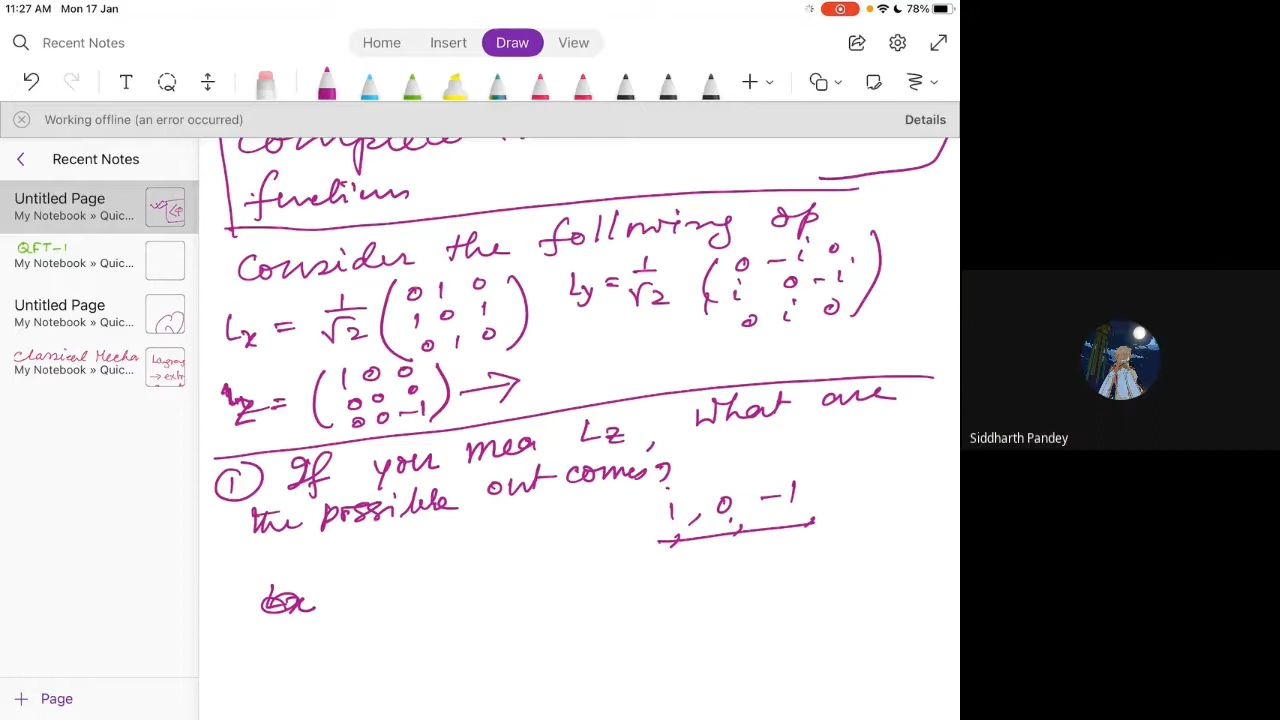 11:27 AM Mon 17 Jan
78%
Recent Notes
Home Insert Draw View
Working offline (an error occurred)
Details
Recent Notes
Untitled Page
My Notebook » Quic...
QFT-1
My Notebook » Quic...
Untitled Page
My Notebook » Quic...
Classical Mecha
My Notebook » Quic...
Lagrang
→ extr
+ Page
complete
functions
Consider the following op
Lx = 1/√2 ( 0 1 0
1 0 1
0 1 0 )
Ly = 1/√2 ( 0 -i 0
i 0 -i
0 i 0 )
Lz = ( 1 0 0
0 0 0
0 0 -1 ) →
① If you mea Lz, what are
the possible outcomes?
1, 0, -1
Siddharth Pandey